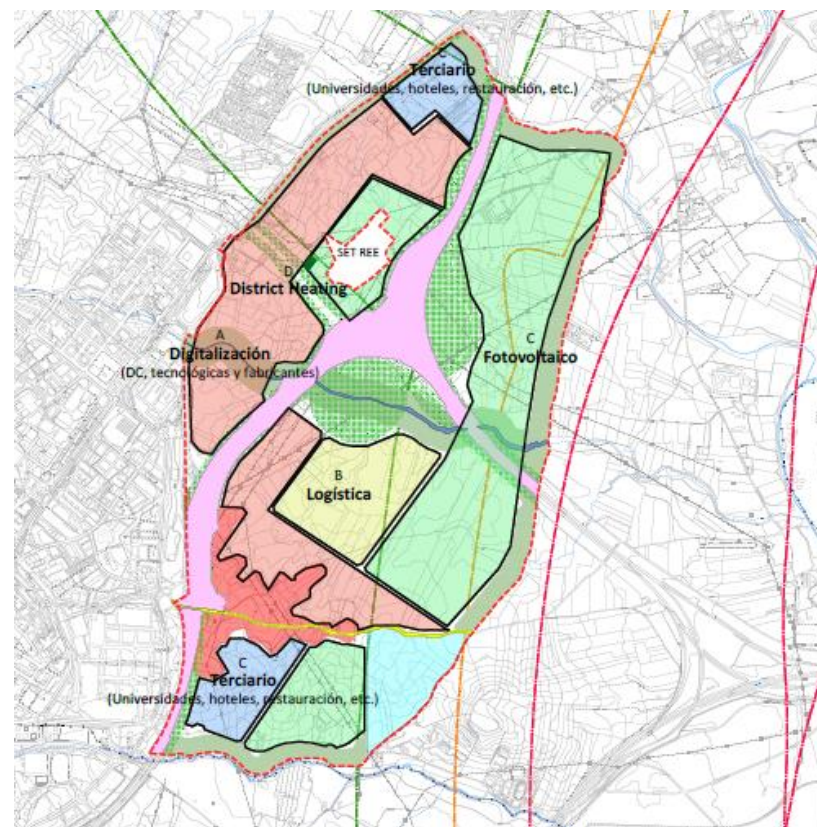 C
Terciario
(Universidades, hoteles, restauración, etc.)
SET REE
D
District Heating
A
Digitalización
(DC, tecnológicas y fabricantes)
C
Fotovoltaico
B
Logística
C
Terciario
(Universidades, hoteles, restauración, etc.)